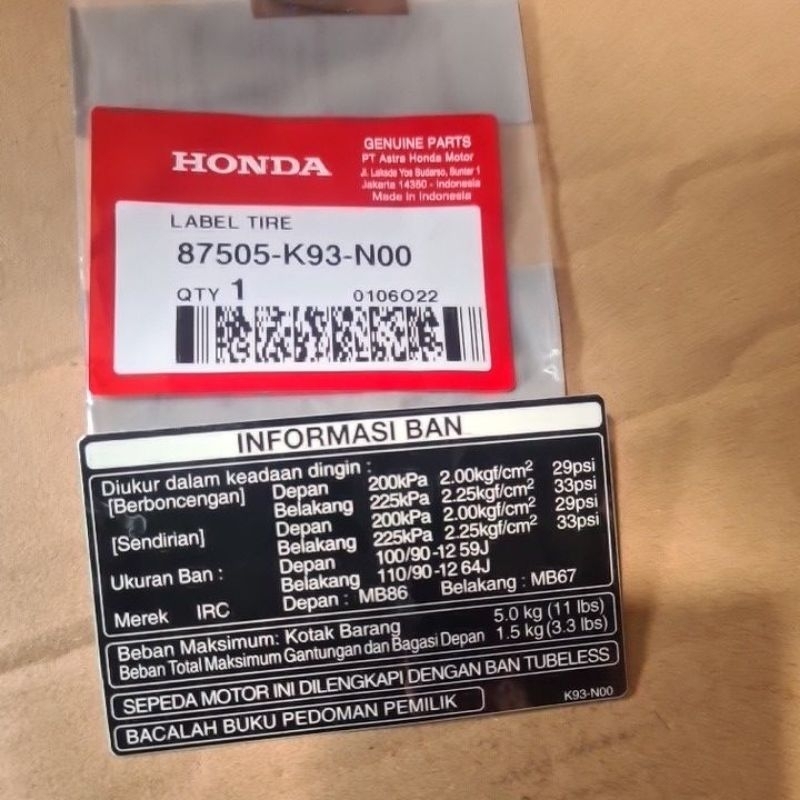 HONDA
GENUINE PARTS
PT Astra Honda Motor
Jl. Laksda Yos Sudarso, Sunter 1
Jakarta 14350 - Indonesia
Made in Indonesia
LABEL TIRE
87505-K93-N00
QTY 1 0106O22
INFORMASI BAN
Diukur dalam keadaan dingin :
[Berboncengan] Depan 200kPa 2.00kgf/cm² 29psi
Belakang 225kPa 2.25kgf/cm² 33psi
[Sendirian] Depan 200kPa 2.00kgf/cm² 29psi
Belakang 225kPa 2.25kgf/cm² 33psi
Ukuran Ban : Depan 100/90-12 59J
Belakang 110/90-12 64J
Merek IRC Depan : MB86 Belakang : MB67
Beban Maksimum: Kotak Barang 5.0 kg (11 lbs)
Beban Total Maksimum Gantungan dan Bagasi Depan 1.5 kg (3.3 lbs)
SEPEDA MOTOR INI DILENGKAPI DENGAN BAN TUBELESS
BACALAH BUKU PEDOMAN PEMILIK
K93-N00